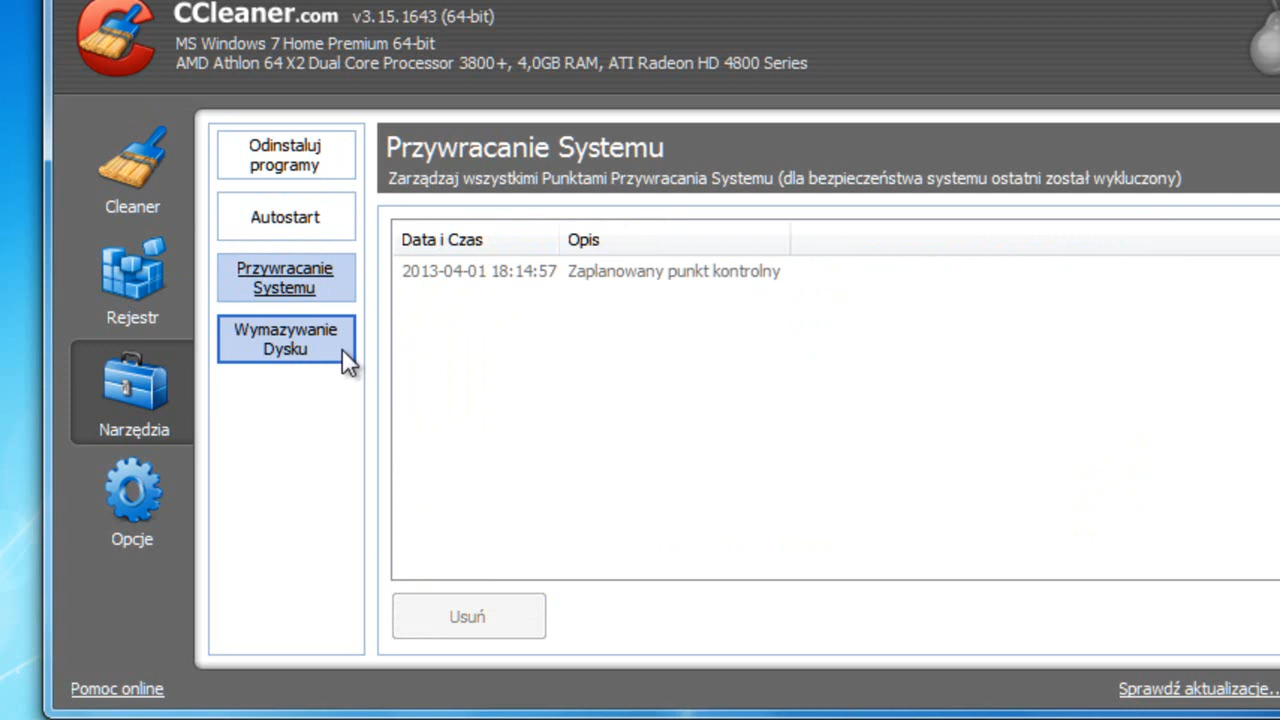 CCleaner.com v3.15.1643 (64-bit)
MS Windows 7 Home Premium 64-bit
AMD Athlon 64 X2 Dual Core Processor 3800+, 4,0GB RAM, ATI Radeon HD 4800 Series
Cleaner
Rejestr
Narzędzia
Opcje
Odinstaluj
programy
Autostart
Przywracanie
Systemu
Wymazywanie
Dysku
Przywracanie Systemu
Zarządzaj wszystkimi Punktami Przywracania Systemu (dla bezpieczeństwa systemu ostatni został wykluczony)
Data i Czas Opis
2013-04-01 18:14:57 Zaplanowany punkt kontrolny
Usuń
Pomoc online
Sprawdź aktualizacje..